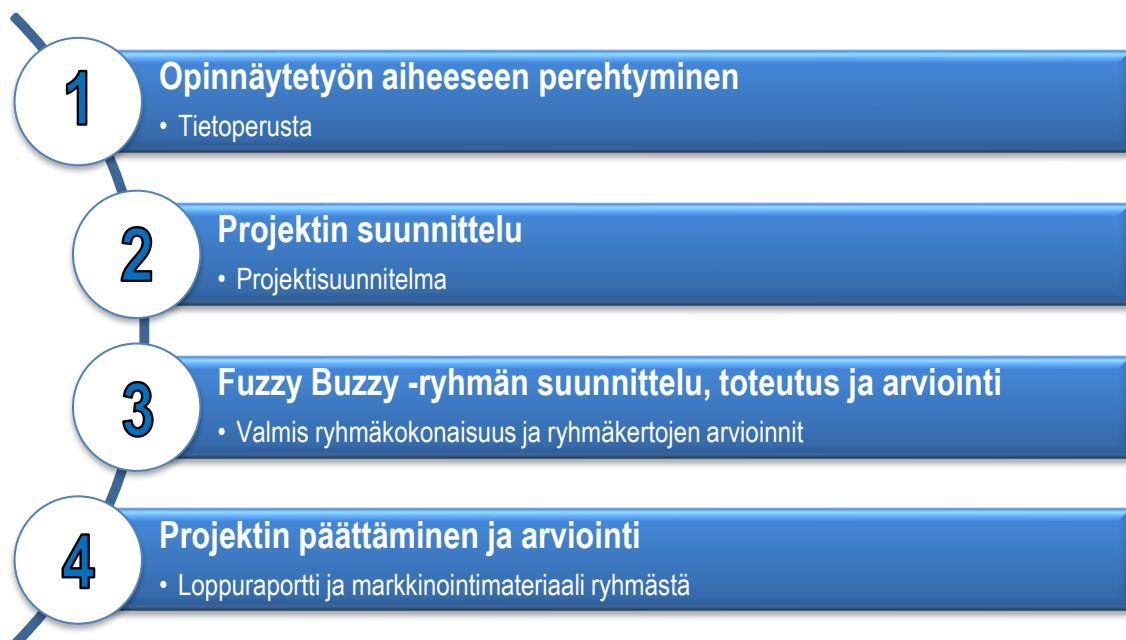 1
Opinnäytetyön aiheeseen perehtyminen
• Tietoperusta
2
Projektin suunnittelu
• Projektisuunnitelma
3
Fuzzy Buzzy -ryhmän suunnittelu, toteutus ja arviointi
• Valmis ryhmäkokonaisuus ja ryhmäkertojen arvioinnit
4
Projektin päättäminen ja arviointi
• Loppuraportti ja markkinointimateriaali ryhmästä